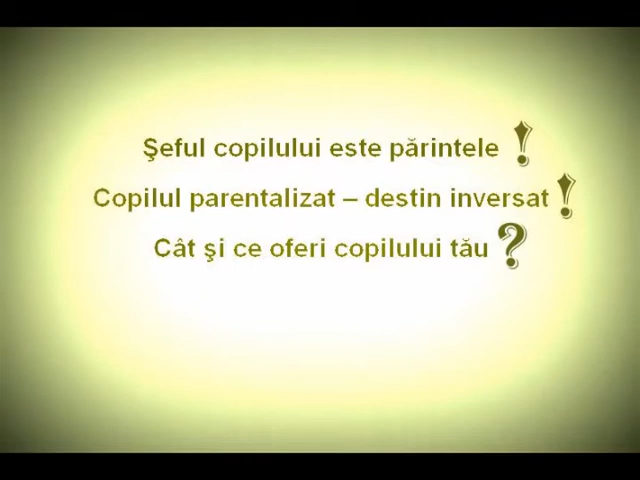 Şeful copilului este părintele !
Copilul parentalizat – destin inversat !
Cât şi ce oferi copilului tău ?